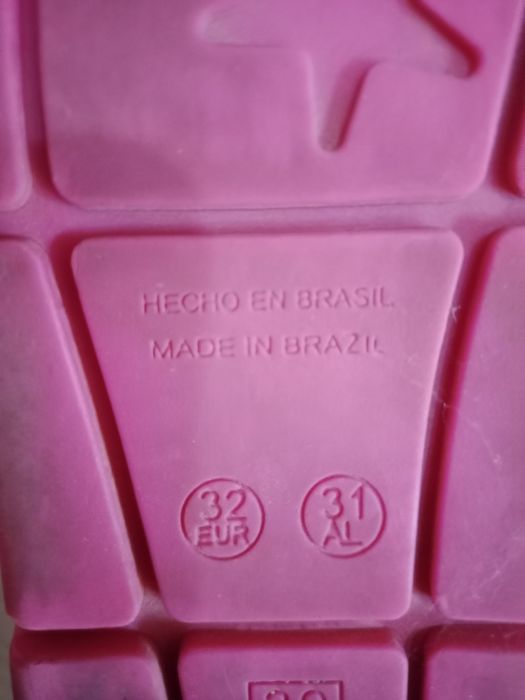 HECHO EN BRASIL
MADE IN BRAZIL
32 31
EUR AL